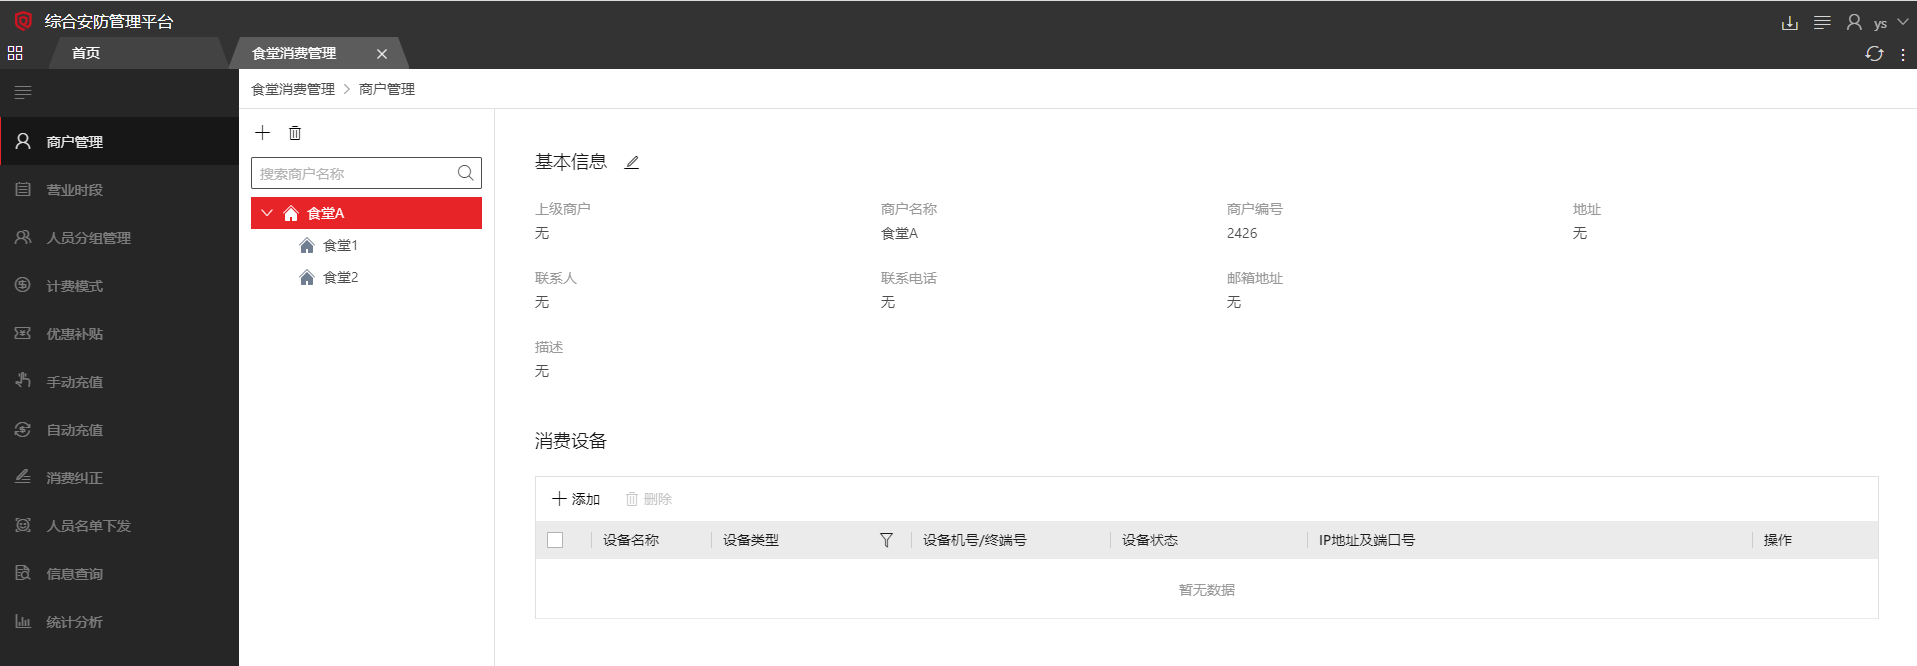 综合安防管理平台
ys
首页
食堂消费管理
食堂消费管理 > 商户管理
商户管理
营业时段
人员分组管理
计费模式
优惠补贴
手动充值
自动充值
消费纠正
人员名单下发
信息查询
统计分析
搜索商户名称
食堂A
食堂1
食堂2
基本信息
上级商户 商户名称 商户编号 地址
无 食堂A 2426 无
联系人 联系电话 邮箱地址
无 无 无
描述
无
消费设备
添加 删除
设备名称 设备类型 设备机号/终端号 设备状态 IP地址及端口号 操作
暂无数据